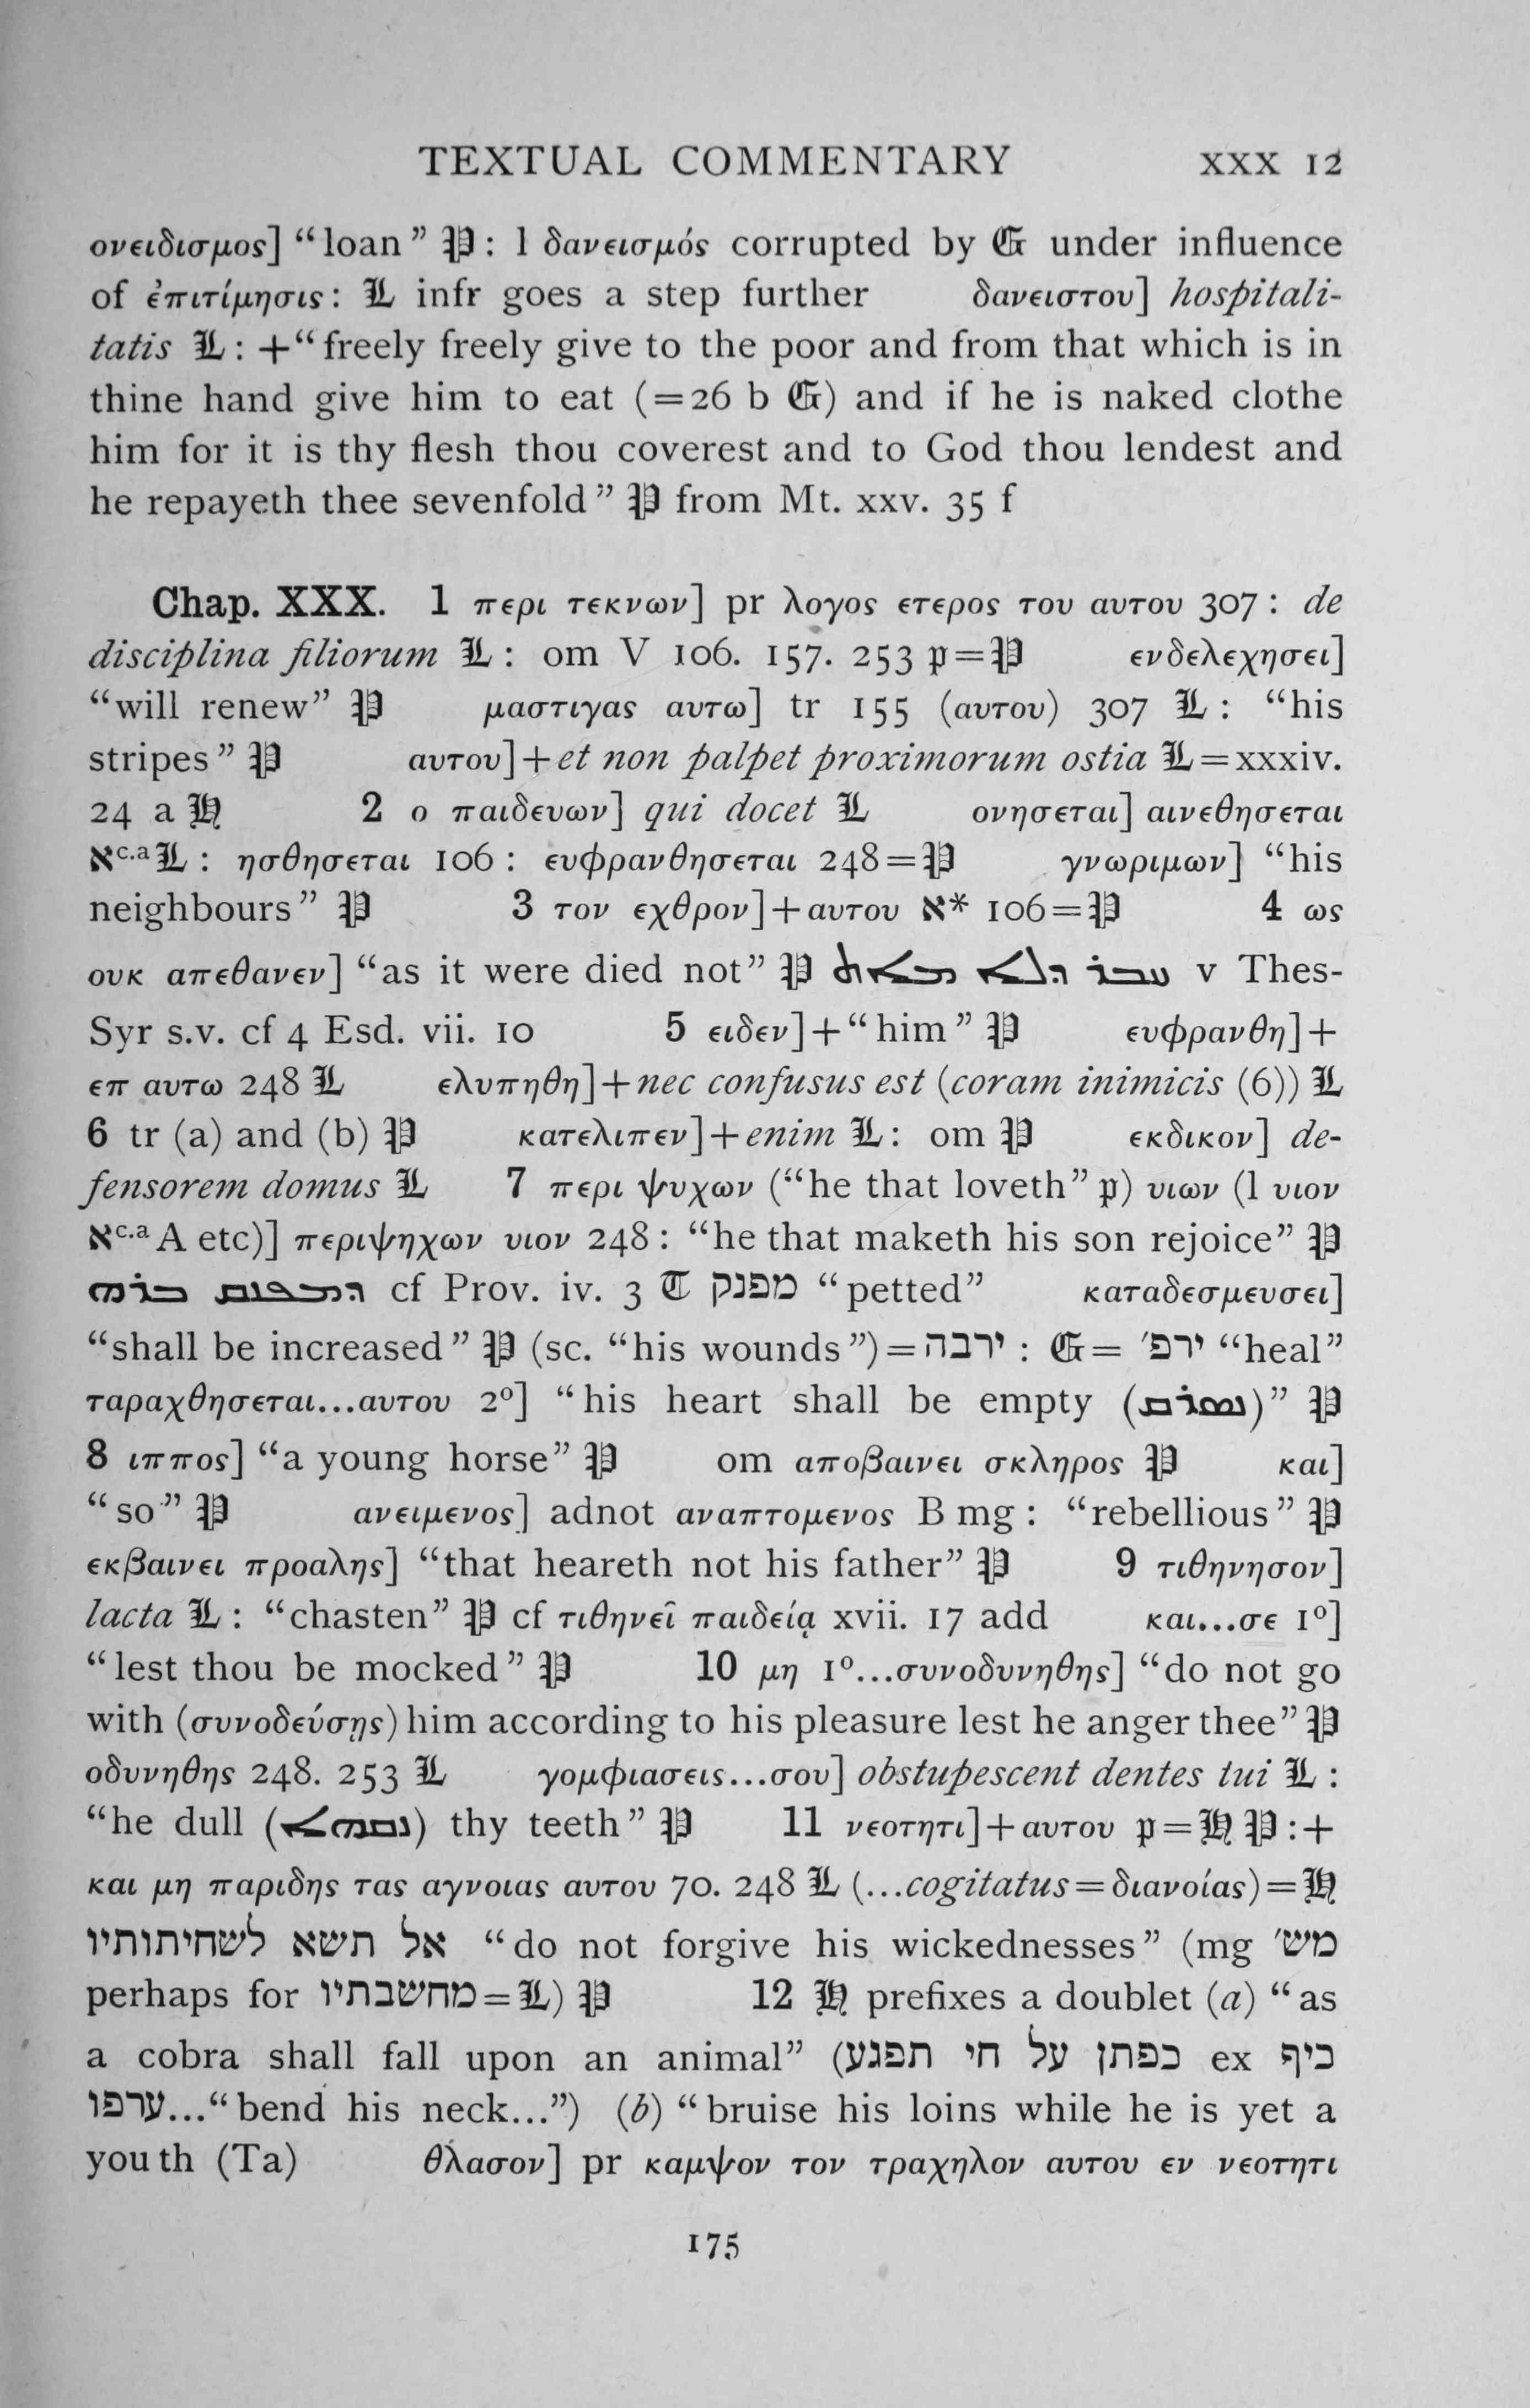 TEXTUAL COMMENTARY XXX 12
ονειδισμος] “loan” 𝔓 : l δανεισμός corrupted by 𝔊 under influence
of ἐπιτίμησις : 𝔏 infr goes a step further δανειστου] hospitali-
tatis 𝔏 : +“freely freely give to the poor and from that which is in
thine hand give him to eat (=26 b 𝔊) and if he is naked clothe
him for it is thy flesh thou coverest and to God thou lendest and
he repayeth thee sevenfold” 𝔓 from Mt. xxv. 35 f
Chap. XXX. 1 περι τεκνων] pr λογος ετερος του αυτου 307 : de
disciplina filiorum 𝔏 : om V 106. 157. 253 𝔭=𝔓 ενδελεχησει]
“will renew” 𝔓 μαστιγας αυτω] tr 155 (αυτου) 307 𝔏 : “his
stripes” 𝔓 αυτου]+et non palpet proximorum ostia 𝔏=xxxiv.
24 a ℌ 2 ο παιδευων] qui docet 𝔏 ονησεται] αινεθησεται
א c.a 𝔏 : ησθησεται 106 : ευφρανθησεται 248=𝔓 γνωριμων] “his
neighbours” 𝔓 3 τον εχθρον]+αυτου א* 106=𝔓 4 ως
ουκ απεθανεν] “as it were died not” 𝔓 v Thes-
Syr s.v. cf 4 Esd. vii. 10 5 ειδεν]+“him” 𝔓 ευφρανθη]+
επ αυτω 248 𝔏 ελυπηθη]+nec confusus est (coram inimicis (6)) 𝔏
6 tr (a) and (b) 𝔓 κατελιπεν]+enim 𝔏 : om 𝔓 εκδικον] de-
fensorem domus 𝔏 7 περι ψυχων (“he that loveth” 𝔭) υιων (l υιον
א c.a A etc)] περιψηχων υιον 248 : “he that maketh his son rejoice” 𝔓
cf Prov. iv. 3 𝔗 מפנק “petted” καταδεσμευσει]
“shall be increased” 𝔓 (sc. “his wounds”)=ירבה : 𝔊= ירפ׳ “heal”
ταραχθησεται...αυτου 2⁰] “his heart shall be empty ()” 𝔓
8 ιππος] “a young horse” 𝔓 om αποβαινει σκληρος 𝔓 και]
“so” 𝔓 ανειμενος] adnot αναπτομενος B mg : “rebellious” 𝔓
εκβαινει προαλης] “that heareth not his father” 𝔓 9 τιθηνησον]
lacta 𝔏 : “chasten” 𝔓 cf τιθηνεῖ παιδείᾳ xvii. 17 add και...σε 1⁰]
“lest thou be mocked” 𝔓 10 μη 1⁰...συνοδυνηθης] “do not go
with (συνοδεύσῃς) him according to his pleasure lest he anger thee” 𝔓
οδυνηθης 248. 253 𝔏 γομφιασεις...σου] obstupescent dentes tui 𝔏 :
“he dull () thy teeth” 𝔓 11 νεοτητι]+αυτου 𝔭=ℌ 𝔓 :+
και μη παριδης τας αγνοιας αυτου 70. 248 𝔏 (...cogitatus=διανοίας)=ℌ
אל תשא לשחיתותיו “do not forgive his wickednesses” (mg מש׳
perhaps for מחשבתיו=𝔏) 𝔓 12 ℌ prefixes a doublet (a) “as
a cobra shall fall upon an animal” (כפתן על חי תפגע ex כיף
ערפו...“bend his neck...”) (b) “bruise his loins while he is yet a
youth (Ta) θλασον] pr καμψον τον τραχηλον αυτου εν νεοτητι
175